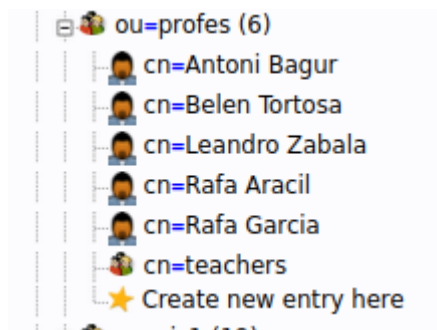 ou=profes (6)
cn=Antoni Bagur
cn=Belen Tortosa
cn=Leandro Zabala
cn=Rafa Aracil
cn=Rafa Garcia
cn=teachers
Create new entry here